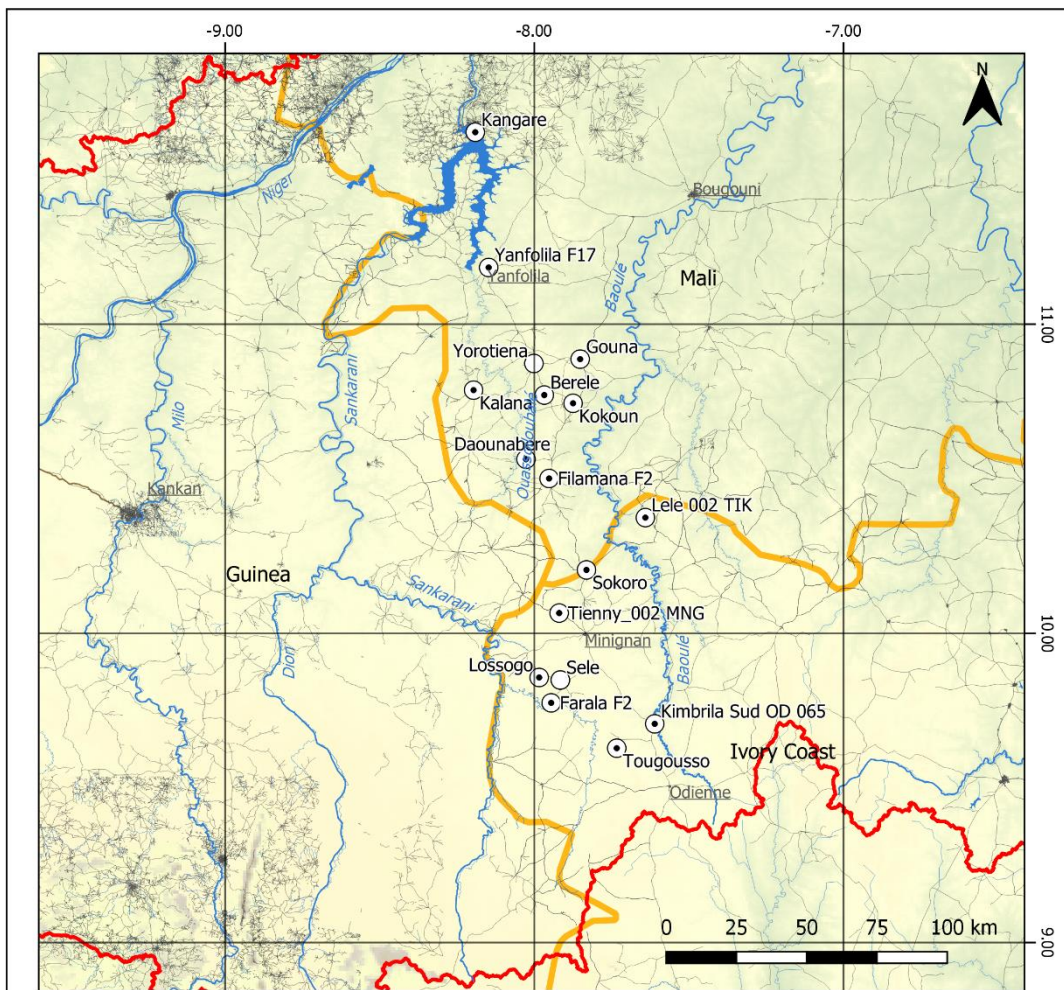 -9.00
-8.00
-7.00
N
Kangare
Niger
Bougouni
Yanfolila F17
Yanfolila
Baoulé
Mali
11.00
Yorotiena
Gouna
Sankarani
Berele
Kalana
Kokoun
Milo
Daounabere
Filamana F2
Kankan
Lele 002 TIK
Guinea
Sokoro
Sankarani
Tienny_002 MNG
Dion
Minignan
10.00
Lossogo
Sele
Baoulé
Farala F2
Kimbrila Sud OD 065
Tougousso
Ivory Coast
Odienne
0 25 50 75 100 km
9.00